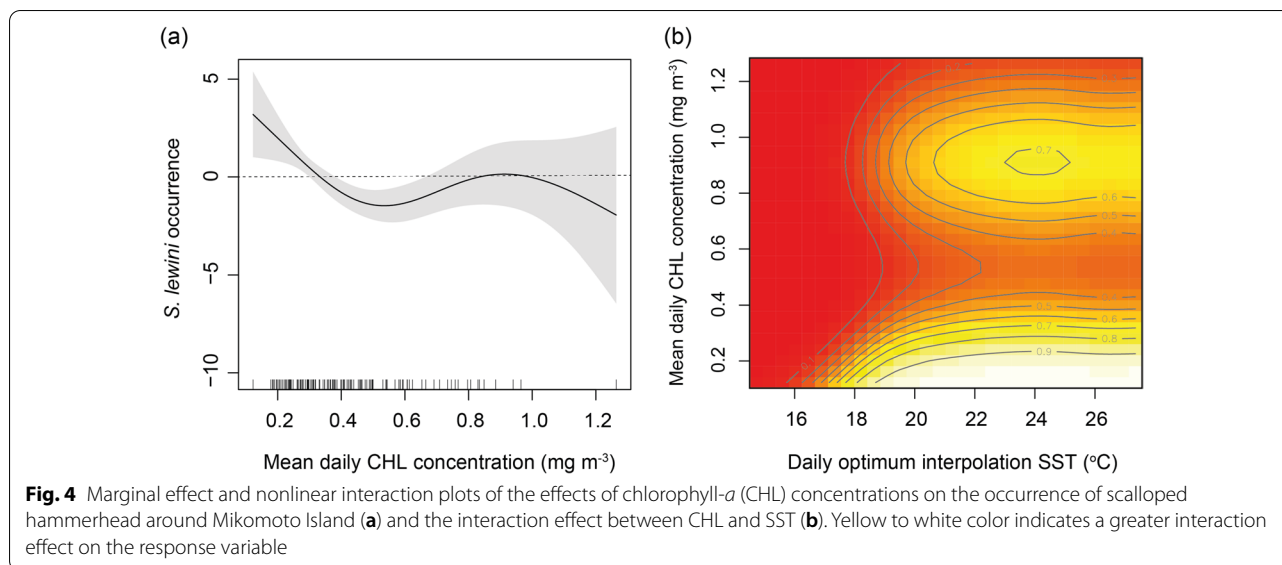 (a)
(b)
S. lewini occurrence
5
0
−5
−10
0.2 0.4 0.6 0.8 1.0 1.2
Mean daily CHL concentration (mg m-3)
Mean daily CHL concentration (mg m-3)
1.2
1.0
0.8
0.6
0.4
0.2
0.7
0.6
0.5
0.5
0.6
0.7
0.8
0.9
0.1
16 18 20 22 24 26
Daily optimum interpolation SST (oC)
Fig. 4 Marginal effect and nonlinear interaction plots of the effects of chlorophyll-a (CHL) concentrations on the occurrence of scalloped
hammerhead around Mikomoto Island (a) and the interaction effect between CHL and SST (b). Yellow to white color indicates a greater interaction
effect on the response variable